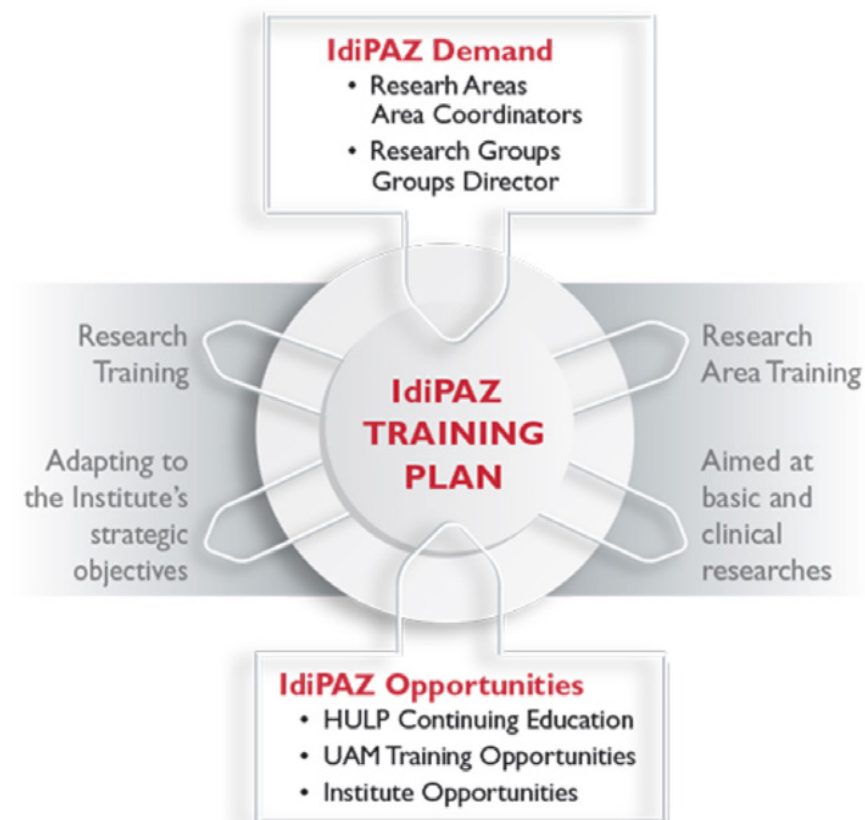 IdiPAZ Demand
• Researh Areas
Area Coordinators
• Research Groups
Groups Director
Research
Training
Adapting to
the Institute's
strategic
objectives
IdiPAZ
TRAINING
PLAN
Research
Area Training
Aimed at
basic and
clinical
researches
IdiPAZ Opportunities
• HULP Continuing Education
• UAM Training Opportunities
• Institute Opportunities